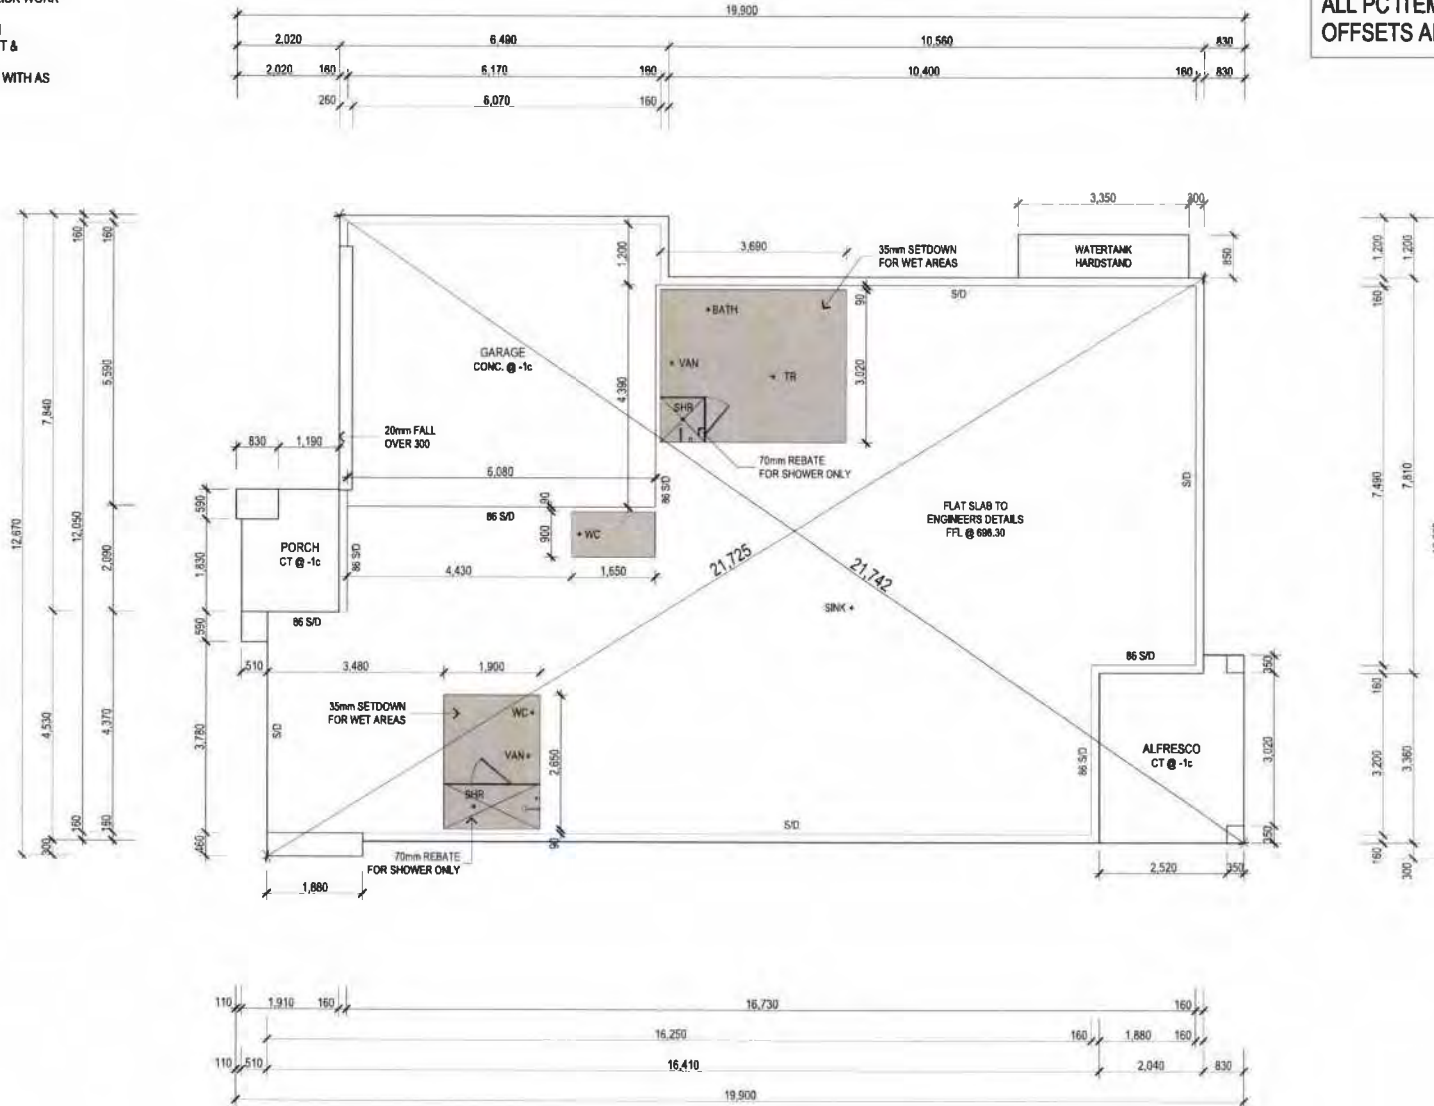 T &
WITH AS
ALL PC ITEM
OFFSETS A
19,900
2,020 6,490 10,560 830
2,020 160 6,170 160 10,400 160 830
260 6,070 160
3,350 300
WATERTANK
HARDSTAND
850
3,690
35mm SETDOWN
FOR WET AREAS
S/D
160 160
1,200
90
BATH
VAN
TR
SHR
3,020
GARAGE
CONC. @ -1c
4,390
5,590
7,840
12,670
12,050
20mm FALL
OVER 300
830 1,190
6,080
70mm REBATE
FOR SHOWER ONLY
86 S/D
S/D
FLAT SLAB TO
ENGINEERS DETAILS
FFL @ 698.30
590
86 S/D
90
900
WC
PORCH
CT @ -1c
86 S/D
1,830
2,090
4,430 1,650
21,725
21,742
SINK
590
86 S/D
510 3,480 1,900
86 S/D
350
35mm SETDOWN
FOR WET AREAS
WC
VAN
SHR
2,650
S/D
3,780
4,530
4,370
86 S/D
ALFRESCO
CT @ -1c
3,020
160 160
300
460
90
S/D
350
70mm REBATE
FOR SHOWER ONLY
1,880
2,520 350
1,200 1,200
160
7,490
7,810
160
3,200
3,360
160
300
110 1,910 160 16,730 160
16,250 160 1,880 160
110 510 16,410 2,040 830
19,900